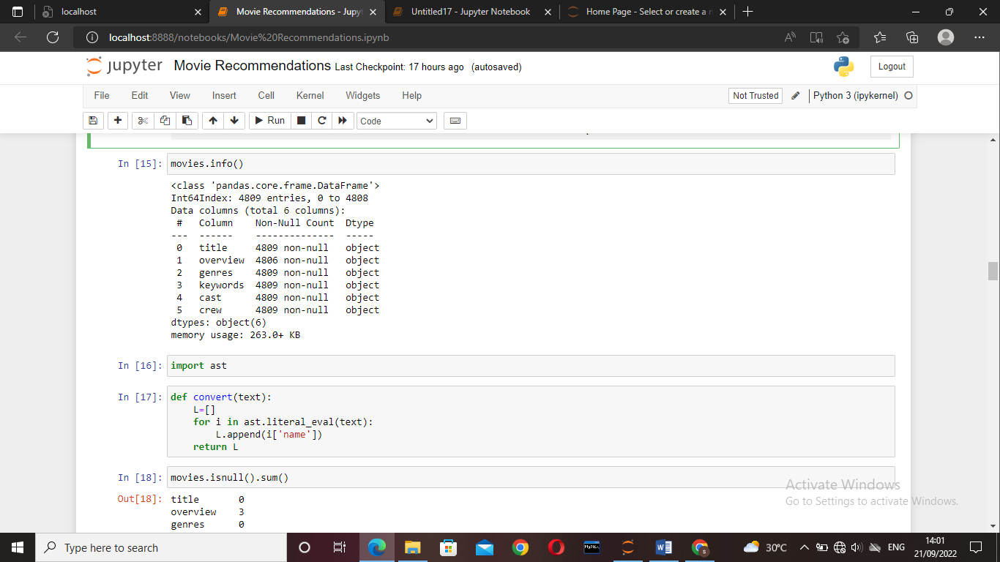 localhost
Movie Recommendations - Jupyt
Untitled17 - Jupyter Notebook
Home Page - Select or create a n
localhost:8888/notebooks/Movie%20Recommendations.ipynb
jupyter Movie Recommendations Last Checkpoint: 17 hours ago (autosaved)
Logout
File Edit View Insert Cell Kernel Widgets Help
Not Trusted
Python 3 (ipykernel)
Run
Code
In [15]: movies.info()
<class 'pandas.core.frame.DataFrame'>
Int64Index: 4809 entries, 0 to 4808
Data columns (total 6 columns):
 #   Column    Non-Null Count  Dtype
---  ------    --------------  -----
 0   title     4809 non-null   object
 1   overview  4806 non-null   object
 2   genres    4809 non-null   object
 3   keywords  4809 non-null   object
 4   cast      4809 non-null   object
 5   crew      4809 non-null   object
dtypes: object(6)
memory usage: 263.0+ KB
In [16]: import ast
In [17]: def convert(text):
    L=[]
    for i in ast.literal_eval(text):
        L.append(i['name'])
    return L
In [18]: movies.isnull().sum()
Out[18]: title       0
overview    3
genres      0
Activate Windows
Go to Settings to activate Windows.
Type here to search
MySQL
30°C
ENG
14:01
21/09/2022